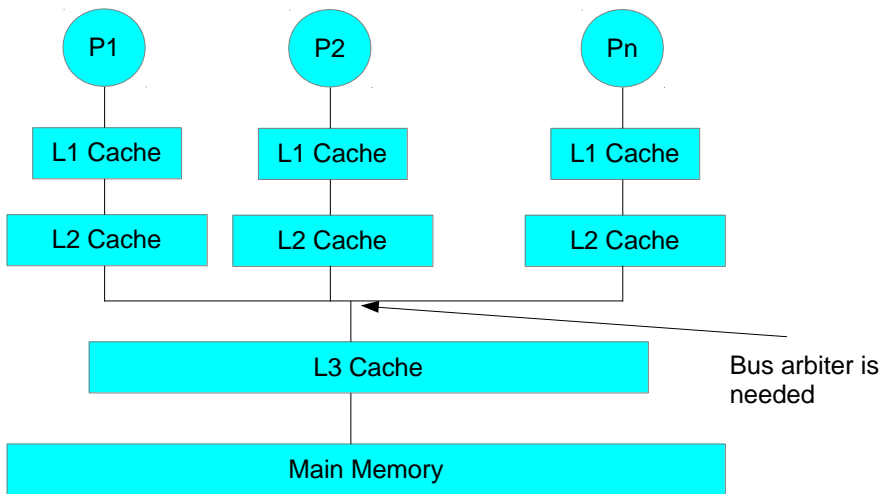 P1
P2
Pn
L1 Cache
L1 Cache
L1 Cache
L2 Cache
L2 Cache
L2 Cache
L3 Cache
Bus arbiter is
needed
Main Memory